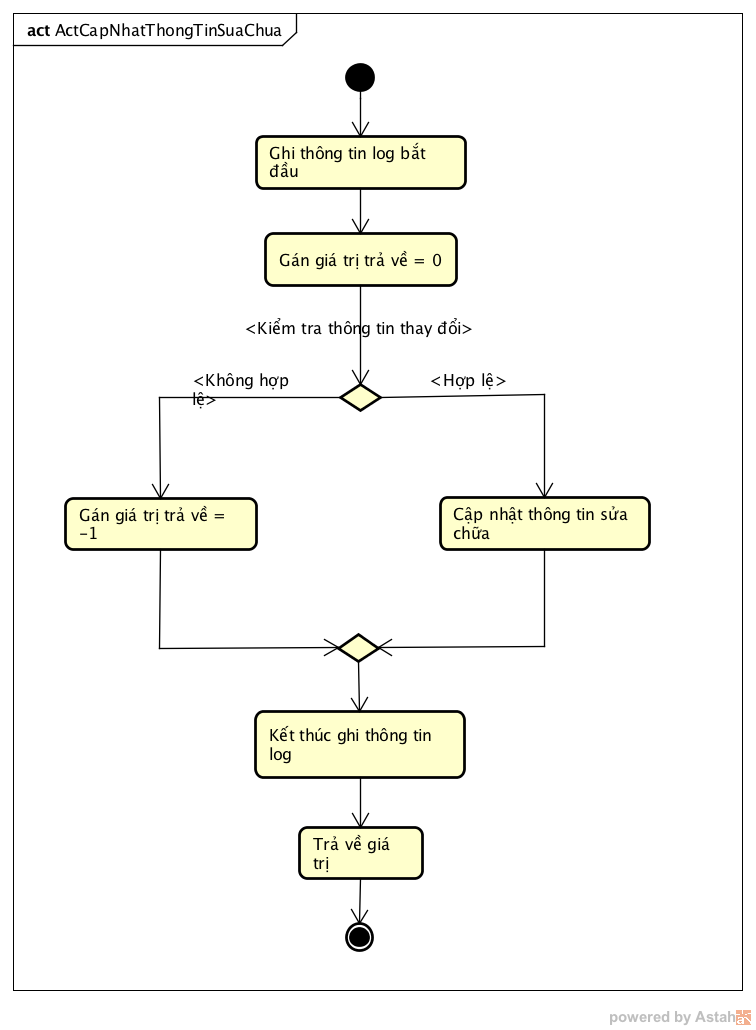 act ActCapNhatThongTinSuaChua
Ghi thông tin log bắt
đầu
Gán giá trị trả về = 0
<Kiểm tra thông tin thay đổi>
<Không hợp
lệ>
<Hợp lệ>
Gán giá trị trả về =
-1
Cập nhật thông tin sửa
chữa
Kết thúc ghi thông tin
log
Trả về giá
trị
powered by Astah